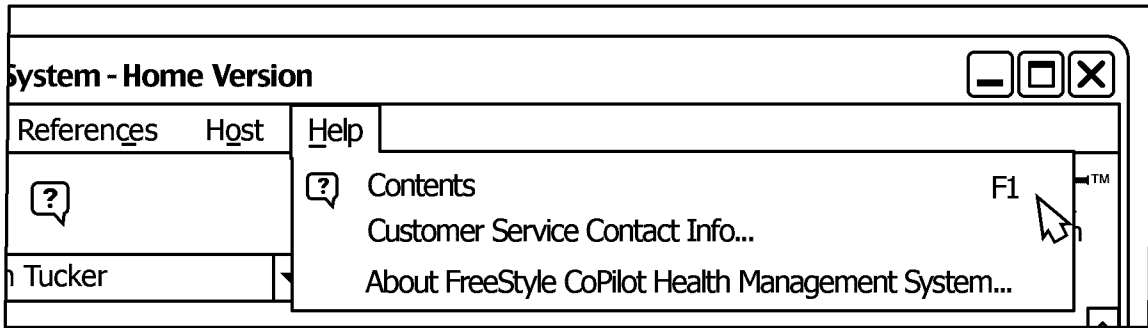 System - Home Version
References Host Help
Contents F1
TM
Customer Service Contact Info...
Tucker
About FreeStyle CoPilot Health Management System...